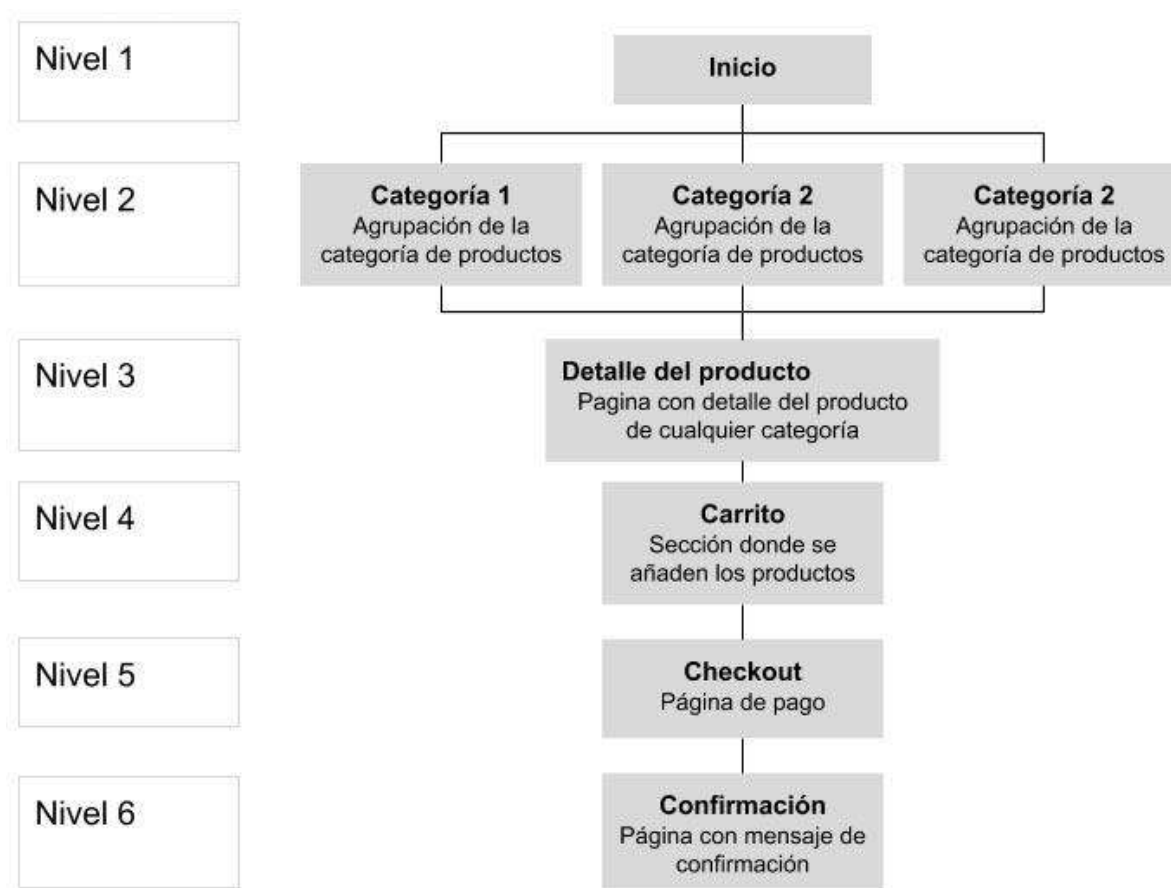 Nivel 1
Inicio
Nivel 2
Categoría 1
Agrupación de la
categoría de productos
Categoría 2
Agrupación de la
categoría de productos
Categoría 2
Agrupación de la
categoría de productos
Nivel 3
Detalle del producto
Pagina con detalle del producto
de cualquier categoría
Nivel 4
Carrito
Sección donde se
añaden los productos
Nivel 5
Checkout
Página de pago
Nivel 6
Confirmación
Página con mensaje de
confirmación